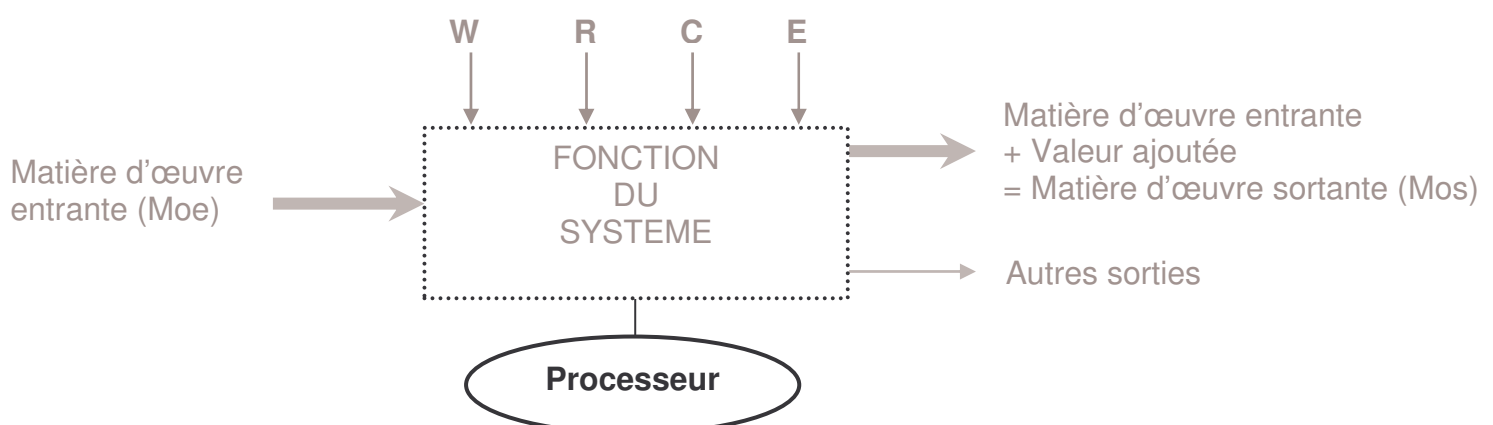 W R C E
Matière d'œuvre
entrante (Moe)
FONCTION
DU
SYSTEME
Matière d'œuvre entrante
+ Valeur ajoutée
= Matière d'œuvre sortante (Mos)
Autres sorties
Processeur